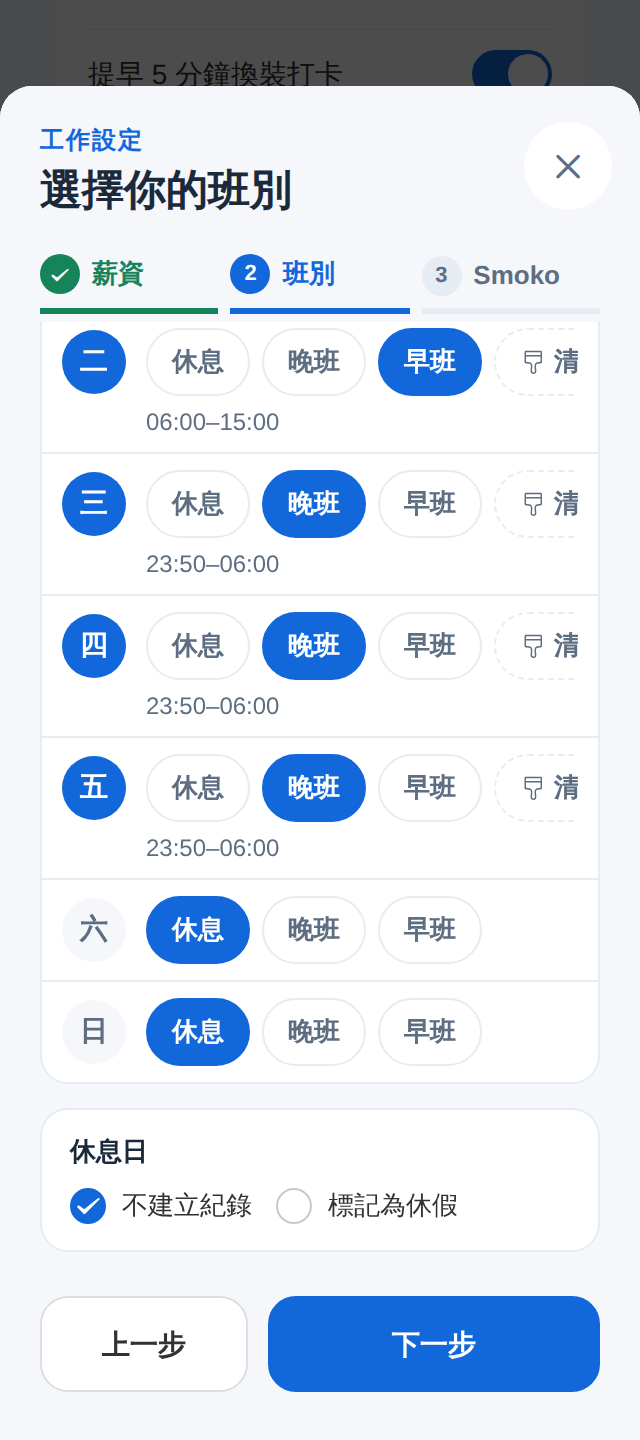 提早 5 分鐘換裝打卡
工作設定
選擇你的班別
薪資 2 班別 3 Smoko
二 休息 晚班 早班 清
06:00–15:00
三 休息 晚班 早班 清
23:50–06:00
四 休息 晚班 早班 清
23:50–06:00
五 休息 晚班 早班 清
23:50–06:00
六 休息 晚班 早班
日 休息 晚班 早班
休息日
不建立紀錄 標記為休假
上一步 下一步